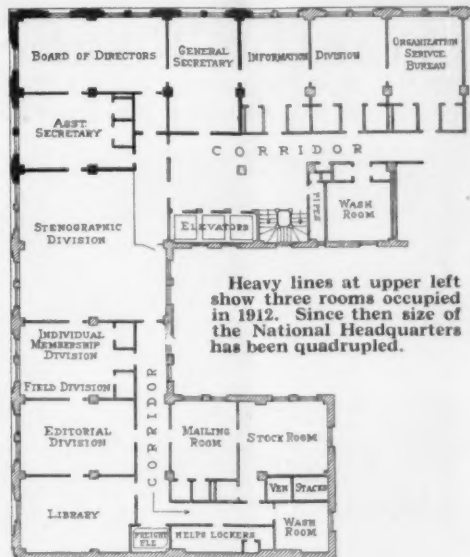 BOARD OF DIRECTORS
GENERAL
SECRETARY
INFORMATION DIVISION
ORGANIZATION
SERVICE
BUREAU
ASST.
SECRETARY
CORRIDOR
STENOGRAPHIC
DIVISION
ELEVATORS
PIPES
WASH
ROOM
Heavy lines at upper left
show three rooms occupied
in 1912. Since then size of
the National Headquarters
has been quadrupled.
INDIVIDUAL
MEMBERSHIP
DIVISION
FIELD DIVISION
CORRIDOR
EDITORIAL
DIVISION
MAILING
ROOM
STOCK ROOM
VEN
STACKS
LIBRARY
FREIGHT
ELE.
HELPS LOCKERS
WASH
ROOM